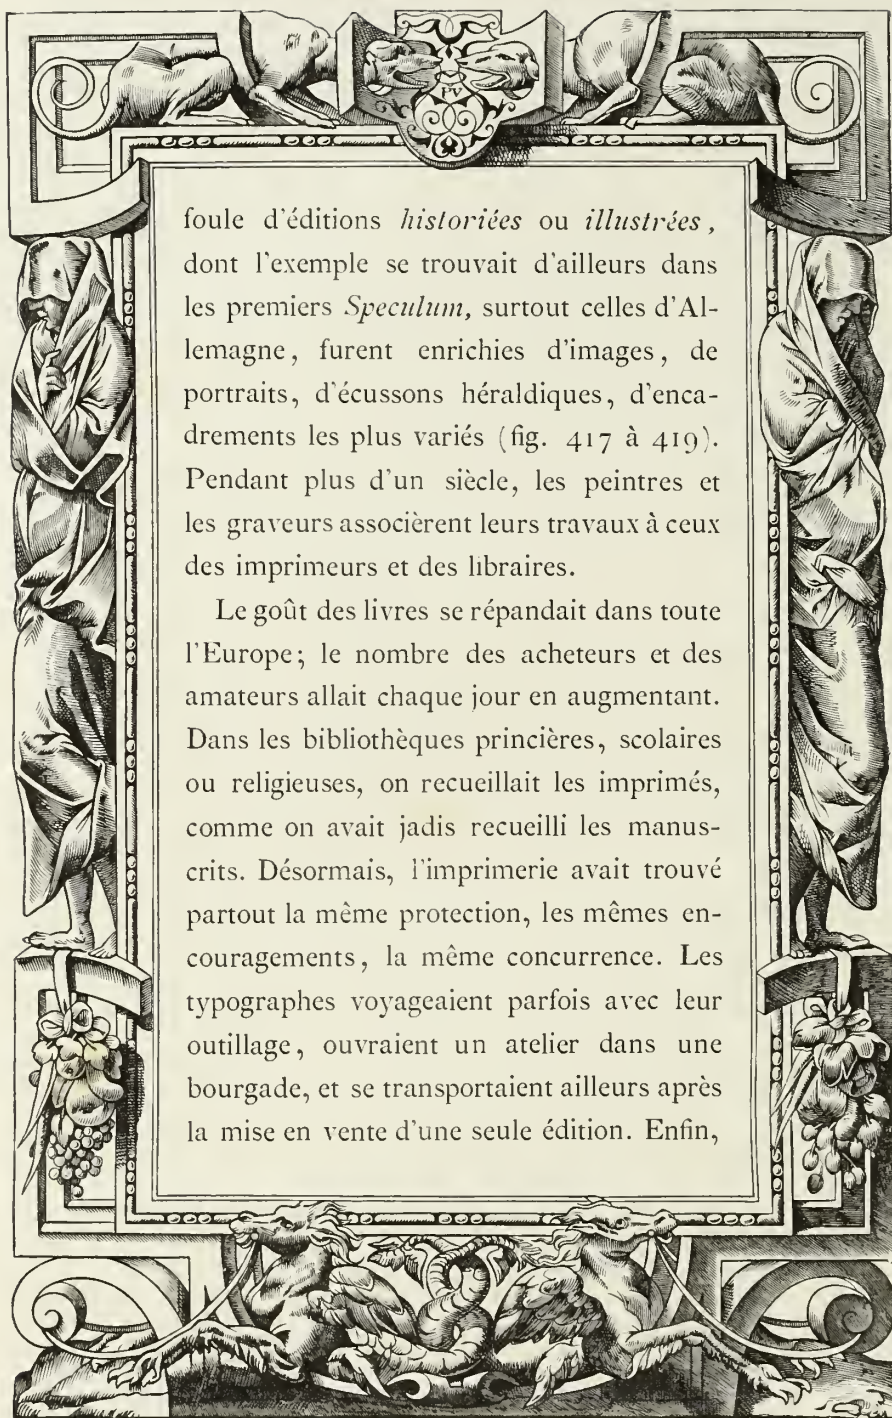 PV
foule d'éditions historiées ou illustrées,
dont l'exemple se trouvait d'ailleurs dans
les premiers Speculum, surtout celles d'Al-
lemagne, furent enrichies d'images, de
portraits, d'écussons héraldiques, d'enca-
drements les plus variés (fig. 417 à 419).
Pendant plus d'un siècle, les peintres et
les graveurs associèrent leurs travaux à ceux
des imprimeurs et des libraires.
Le goût des livres se répandait dans toute
l'Europe; le nombre des acheteurs et des
amateurs allait chaque jour en augmentant.
Dans les bibliothèques princières, scolaires
ou religieuses, on recueillait les imprimés,
comme on avait jadis recueilli les manus-
crits. Désormais, l'imprimerie avait trouvé
partout la même protection, les mêmes en-
couragements, la même concurrence. Les
typographes voyageaient parfois avec leur
outillage, ouvraient un atelier dans une
bourgade, et se transportaient ailleurs après
la mise en vente d'une seule édition. Enfin,